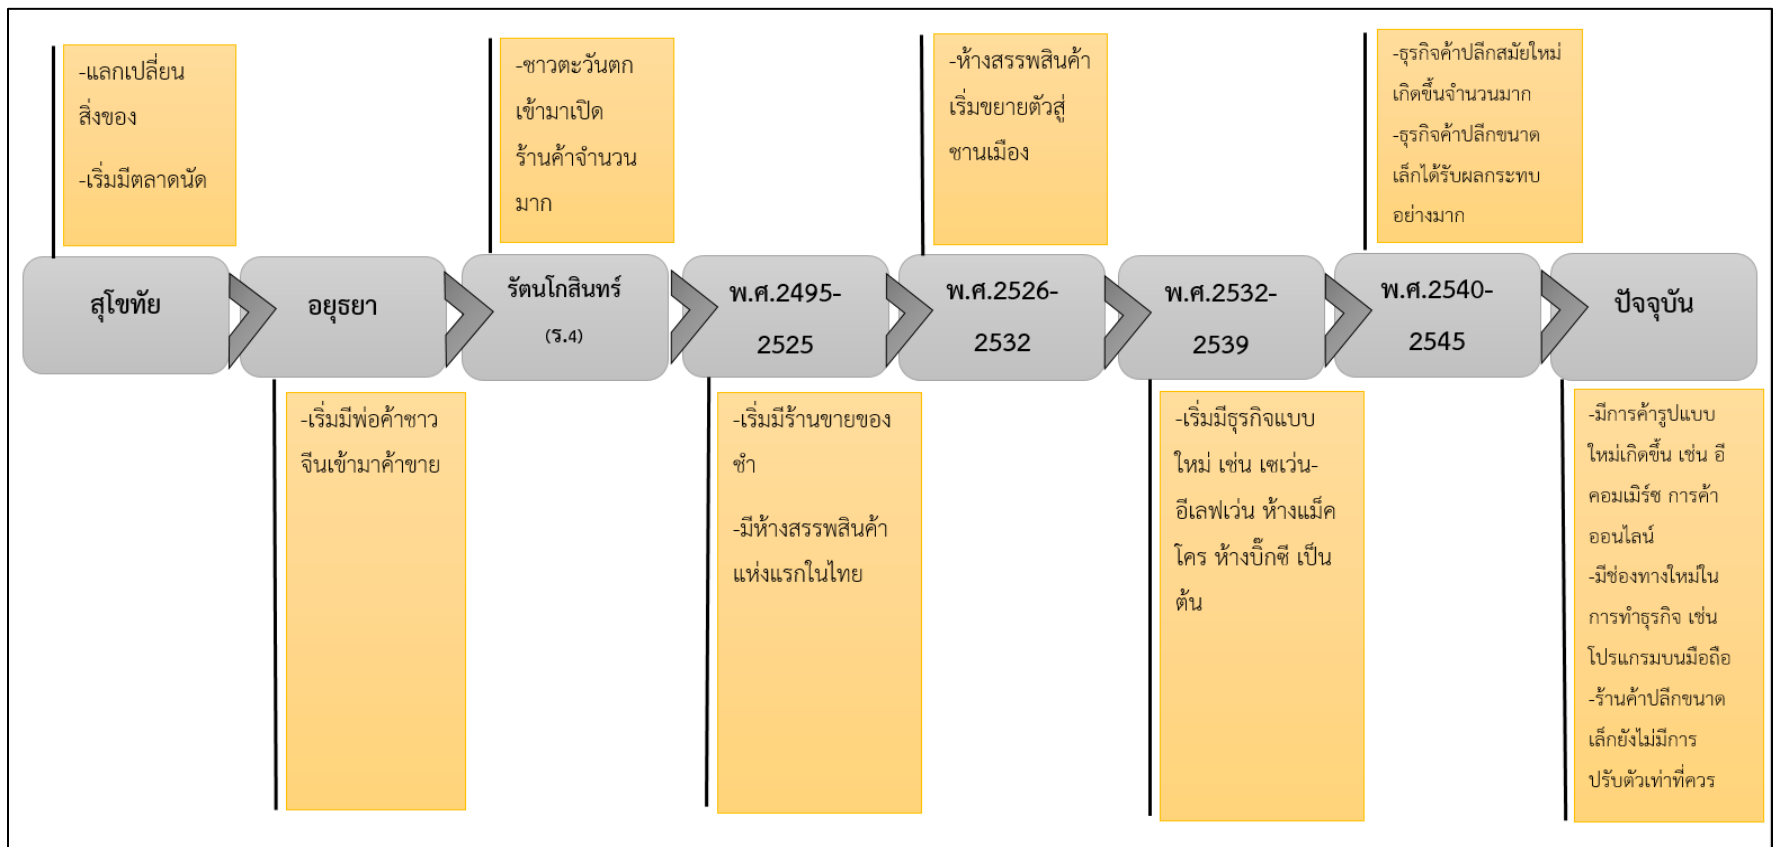 -แลกเปลี่ยน
สิ่งของ
-เริ่มมีตลาดนัด
-ชาวตะวันตก
เข้ามาเปิด
ร้านค้าจำนวน
มาก
-ห้างสรรพสินค้า
เริ่มขยายตัวสู่
ชานเมือง
-ธุรกิจค้าปลีกสมัยใหม่
เกิดขึ้นจำนวนมาก
-ธุรกิจค้าปลีกขนาด
เล็กได้รับผลกระทบ
อย่างมาก
สุโขทัย
อยุธยา
รัตนโกสินทร์
(ร.4)
พ.ศ.2495-
2525
พ.ศ.2526-
2532
พ.ศ.2532-
2539
พ.ศ.2540-
2545
ปัจจุบัน
-เริ่มมีพ่อค้าชาว
จีนเข้ามาค้าขาย
-เริ่มมีร้านขายของ
ชำ
-มีห้างสรรพสินค้า
แห่งแรกในไทย
-เริ่มมีธุรกิจแบบ
ใหม่ เช่น เซเว่น-
อีเลฟเว่น ห้างแม็ค
โคร ห้างบิ๊กซี เป็น
ต้น
-มีการค้ารูปแบบ
ใหม่เกิดขึ้น เช่น อี
คอมเมิร์ซ การค้า
ออนไลน์
-มีช่องทางใหม่ใน
การทำธุรกิจ เช่น
โปรแกรมบนมือถือ
-ร้านค้าปลีกขนาด
เล็กยังไม่มีการ
ปรับตัวเท่าที่ควร